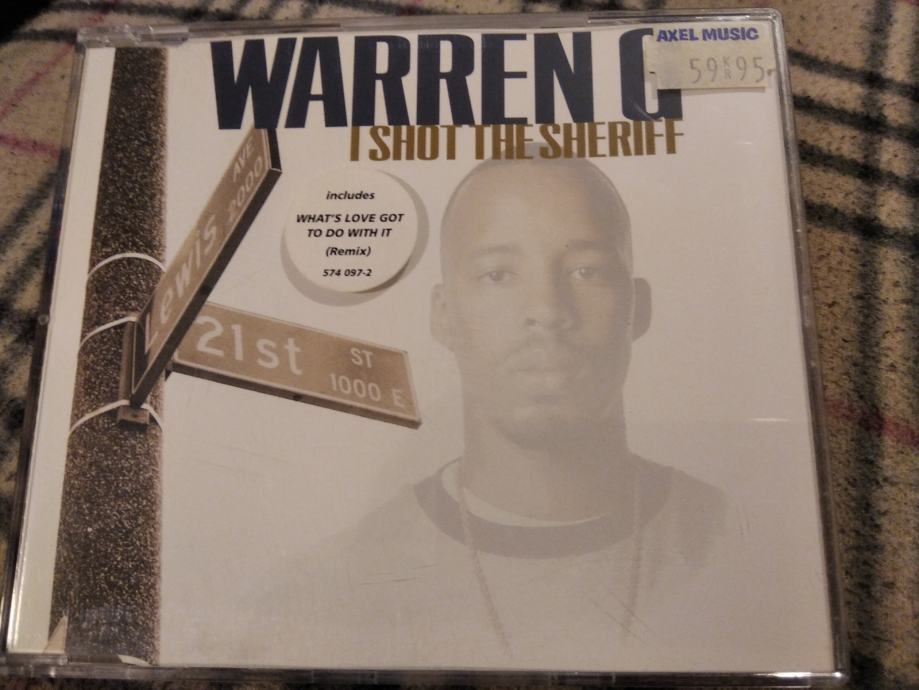 WARREN G
AXEL MUSIC
59 KR 95
I SHOT THE SHERIFF
includes
WHAT'S LOVE GOT
TO DO WITH IT
(Remix)
574 097-2
Lewis AVE 2000
21st ST
1000 E